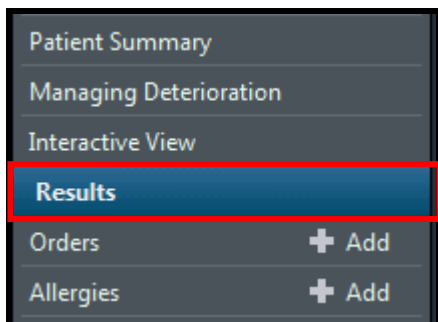 Patient Summary
Managing Deterioration
Interactive View
Results
Orders + Add
Allergies + Add